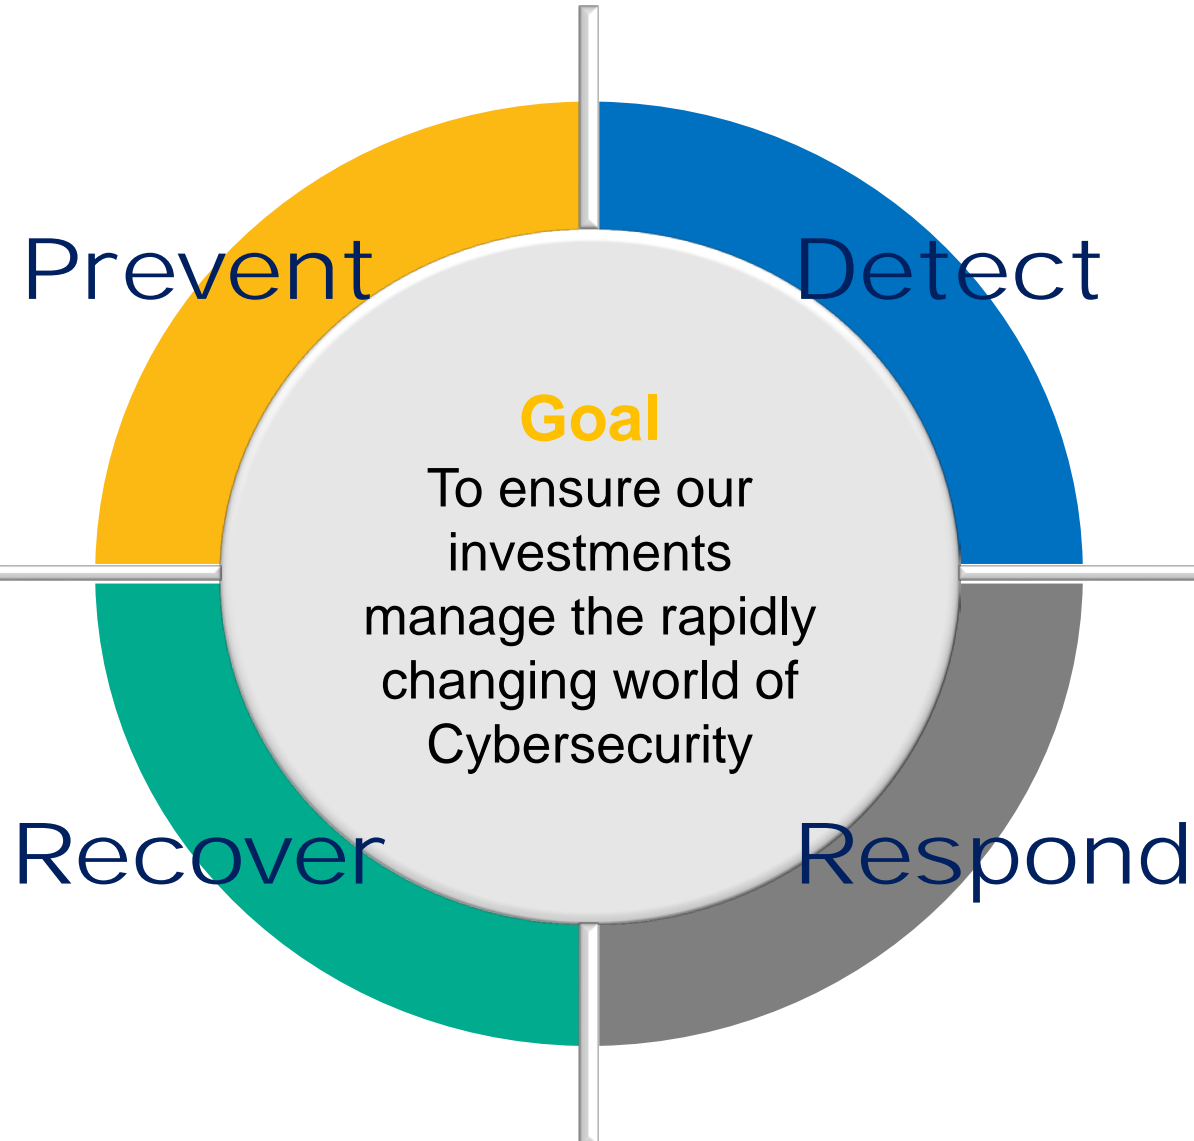 Prevent
Detect
Goal
To ensure our
investments
manage the rapidly
changing world of
Cybersecurity
Recover
Respond